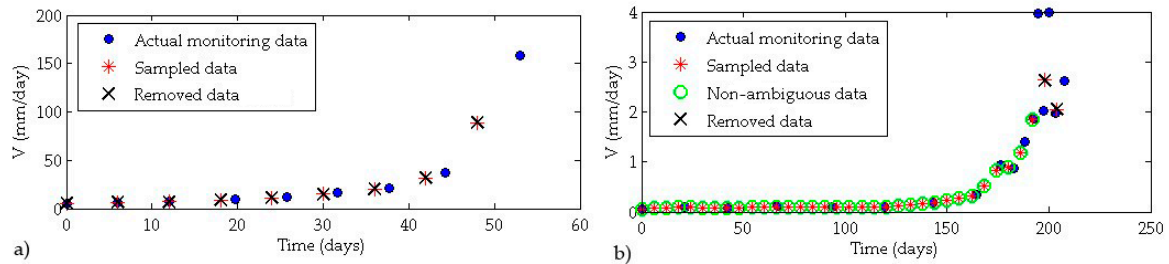 200
150
100
50
0
V (mm/day)
Actual monitoring data
Sampled data
Removed data
0 10 20 30 40 50 60
Time (days)
a)
4
3
2
1
0
V (mm/day)
Actual monitoring data
Sampled data
Non-ambiguous data
Removed data
0 50 100 150 200 250
Time (days)
b)